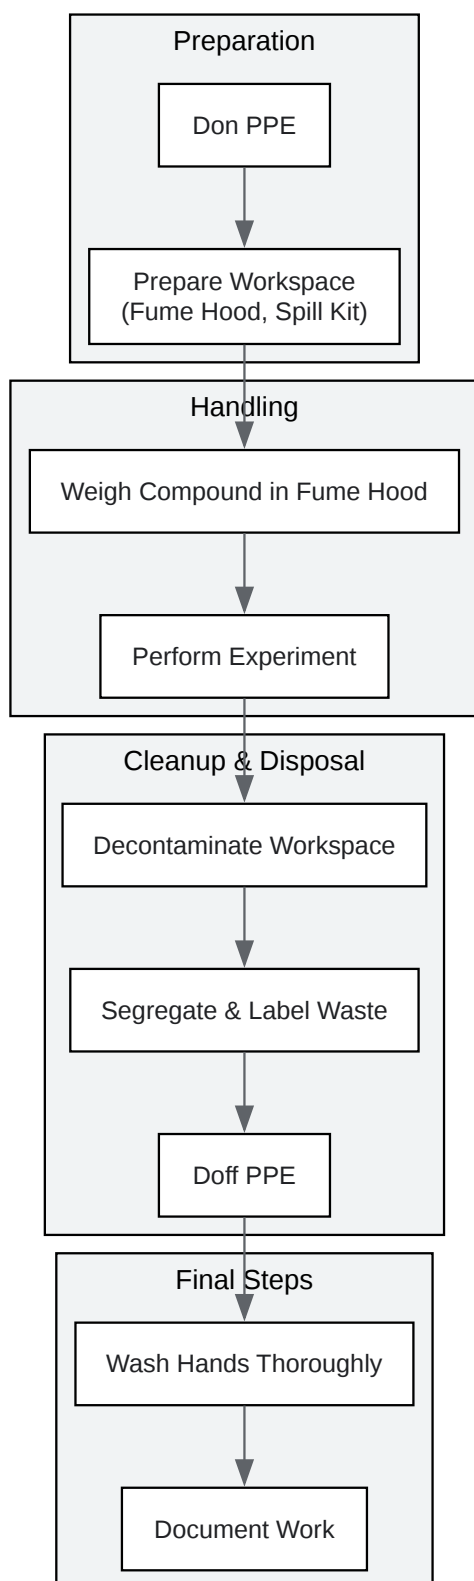 Preparation
Don PPE
Prepare Workspace
(Fume Hood, Spill Kit)
Handling
Weigh Compound in Fume Hood
Perform Experiment
Cleanup & Disposal
Decontaminate Workspace
Segregate & Label Waste
Doff PPE
Final Steps
Wash Hands Thoroughly
Document Work